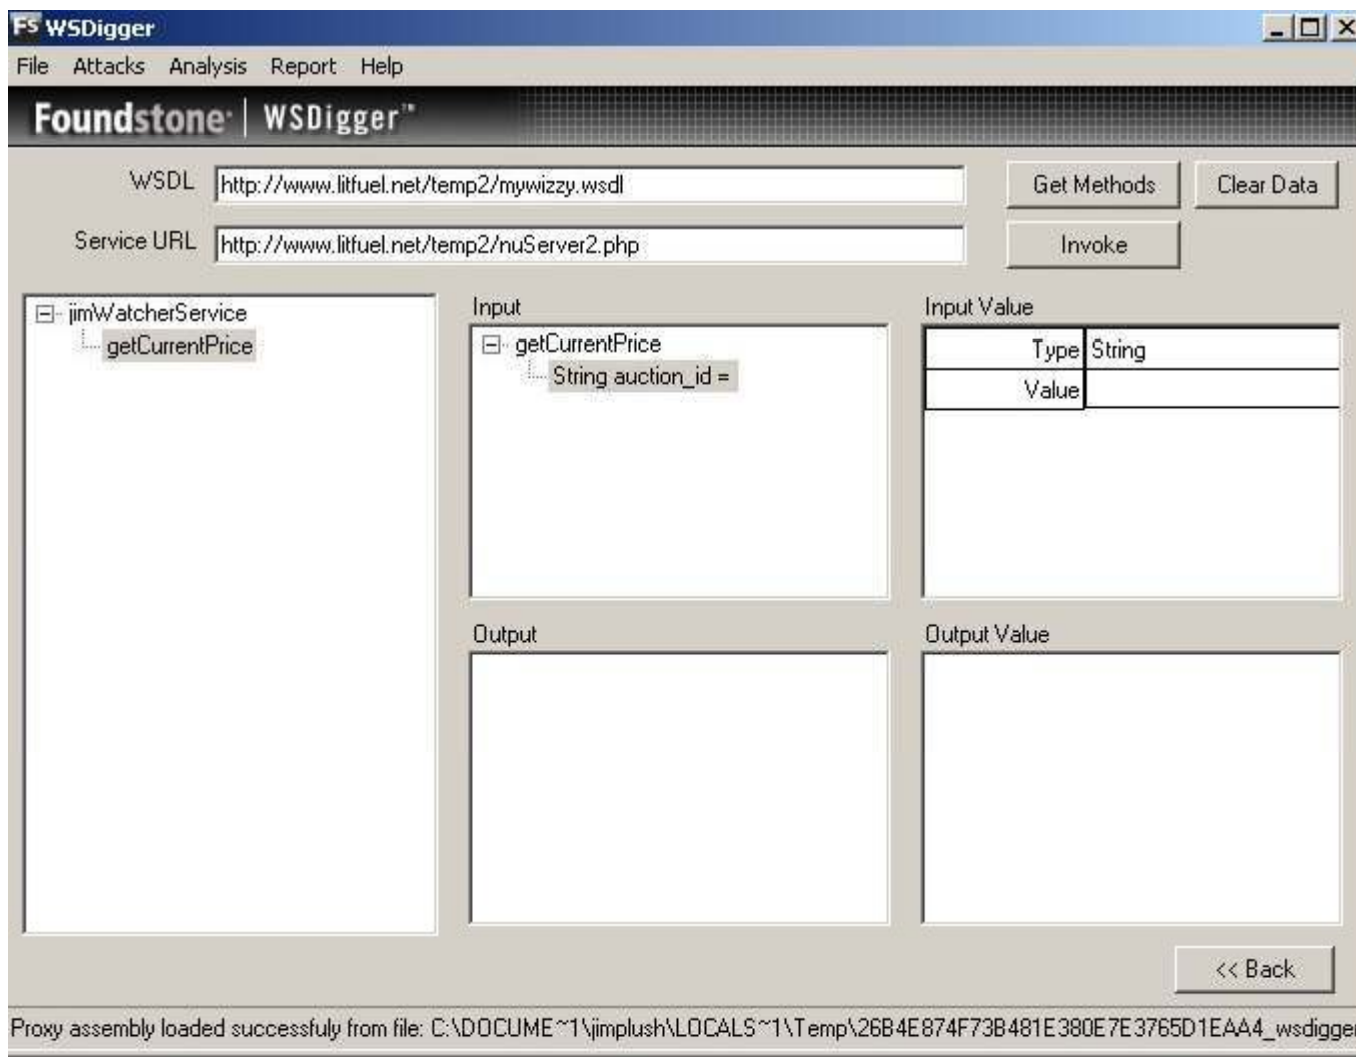 FS WSDigger
File Attacks Analysis Report Help
Foundstone | WSDigger™
WSDL http://www.litfuel.net/temp2/mywizzy.wsdl Get Methods Clear Data
Service URL http://www.litfuel.net/temp2/nuServer2.php Invoke
jimWatcherService
getCurrentPrice
Input
getCurrentPrice
String auction_id =
Input Value
Type String
Value
Output
Output Value
<< Back
Proxy assembly loaded successfuly from file: C:\DOCUME~1\jimplush\LOCALS~1\Temp\26B4E874F73B481E380E7E3765D1EAA4_wsdigger